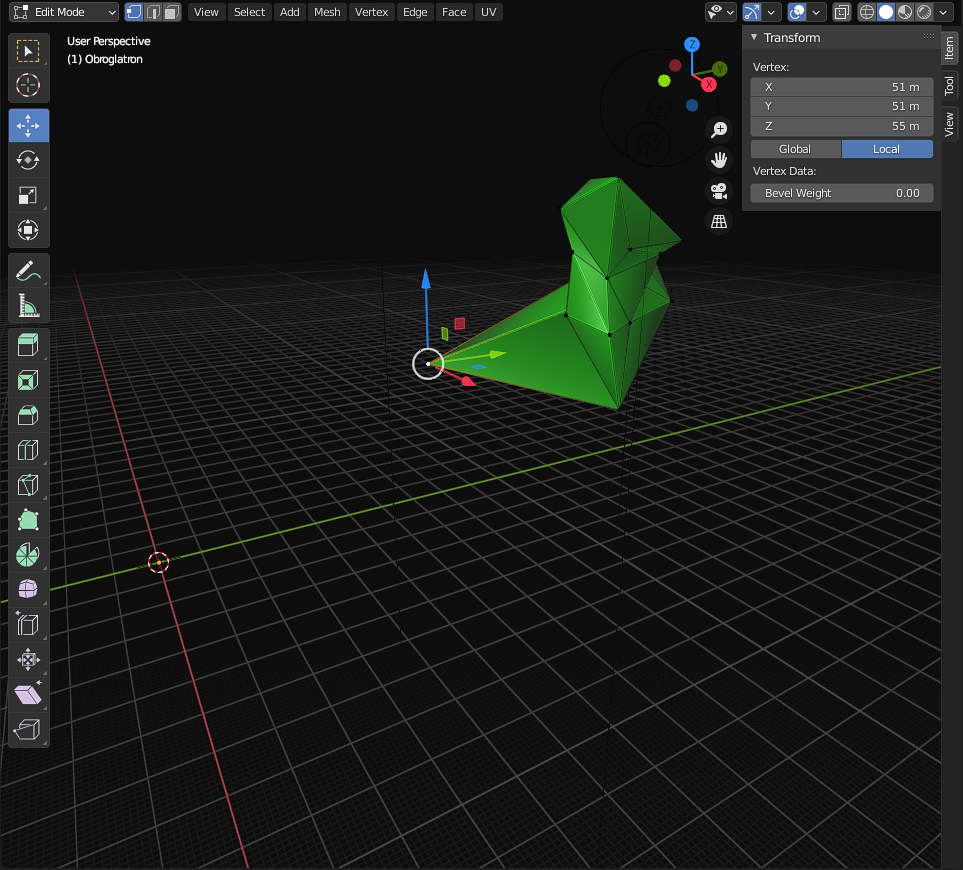 Edit Mode View Select Add Mesh Vertex Edge Face UV
User Perspective
(1) Obroglatron
Z
Y
X
Transform
Vertex:
X 51 m
Y 51 m
Z 55 m
Global Local
Vertex Data:
Bevel Weight 0.00
Item
Tool
View